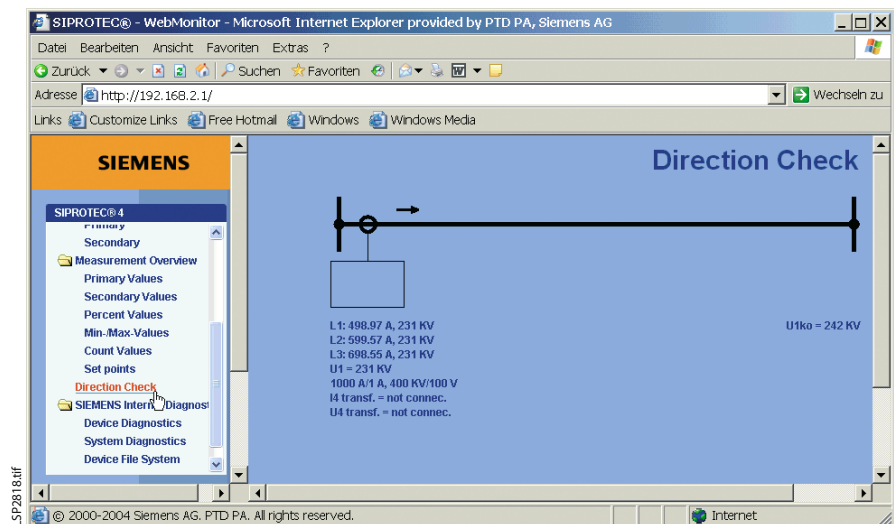 SIPROTEC® - WebMonitor - Microsoft Internet Explorer provided by PTD PA, Siemens AG
Datei Bearbeiten Ansicht Favoriten Extras ?
Zurück Suchen Favoriten
Adresse http://192.168.2.1/ Wechseln zu
Links Customize Links Free Hotmail Windows Windows Media
SIEMENS
SIPROTEC® 4
Primary
Secondary
Measurement Overview
Primary Values
Secondary Values
Percent Values
Min-/Max-Values
Count Values
Set points
Direction Check
SIEMENS Intern Diagnost
Device Diagnostics
System Diagnostics
Device File System
Direction Check
L1: 498.97 A, 231 KV
L2: 599.57 A, 231 KV
L3: 698.55 A, 231 KV
U1 = 231 KV
1000 A/1 A, 400 KV/100 V
I4 transf. = not connec.
U4 transf. = not connec.
U1ko = 242 KV
© 2000-2004 Siemens AG. PTD PA. All rights reserved.
Internet
LSP2818.tif